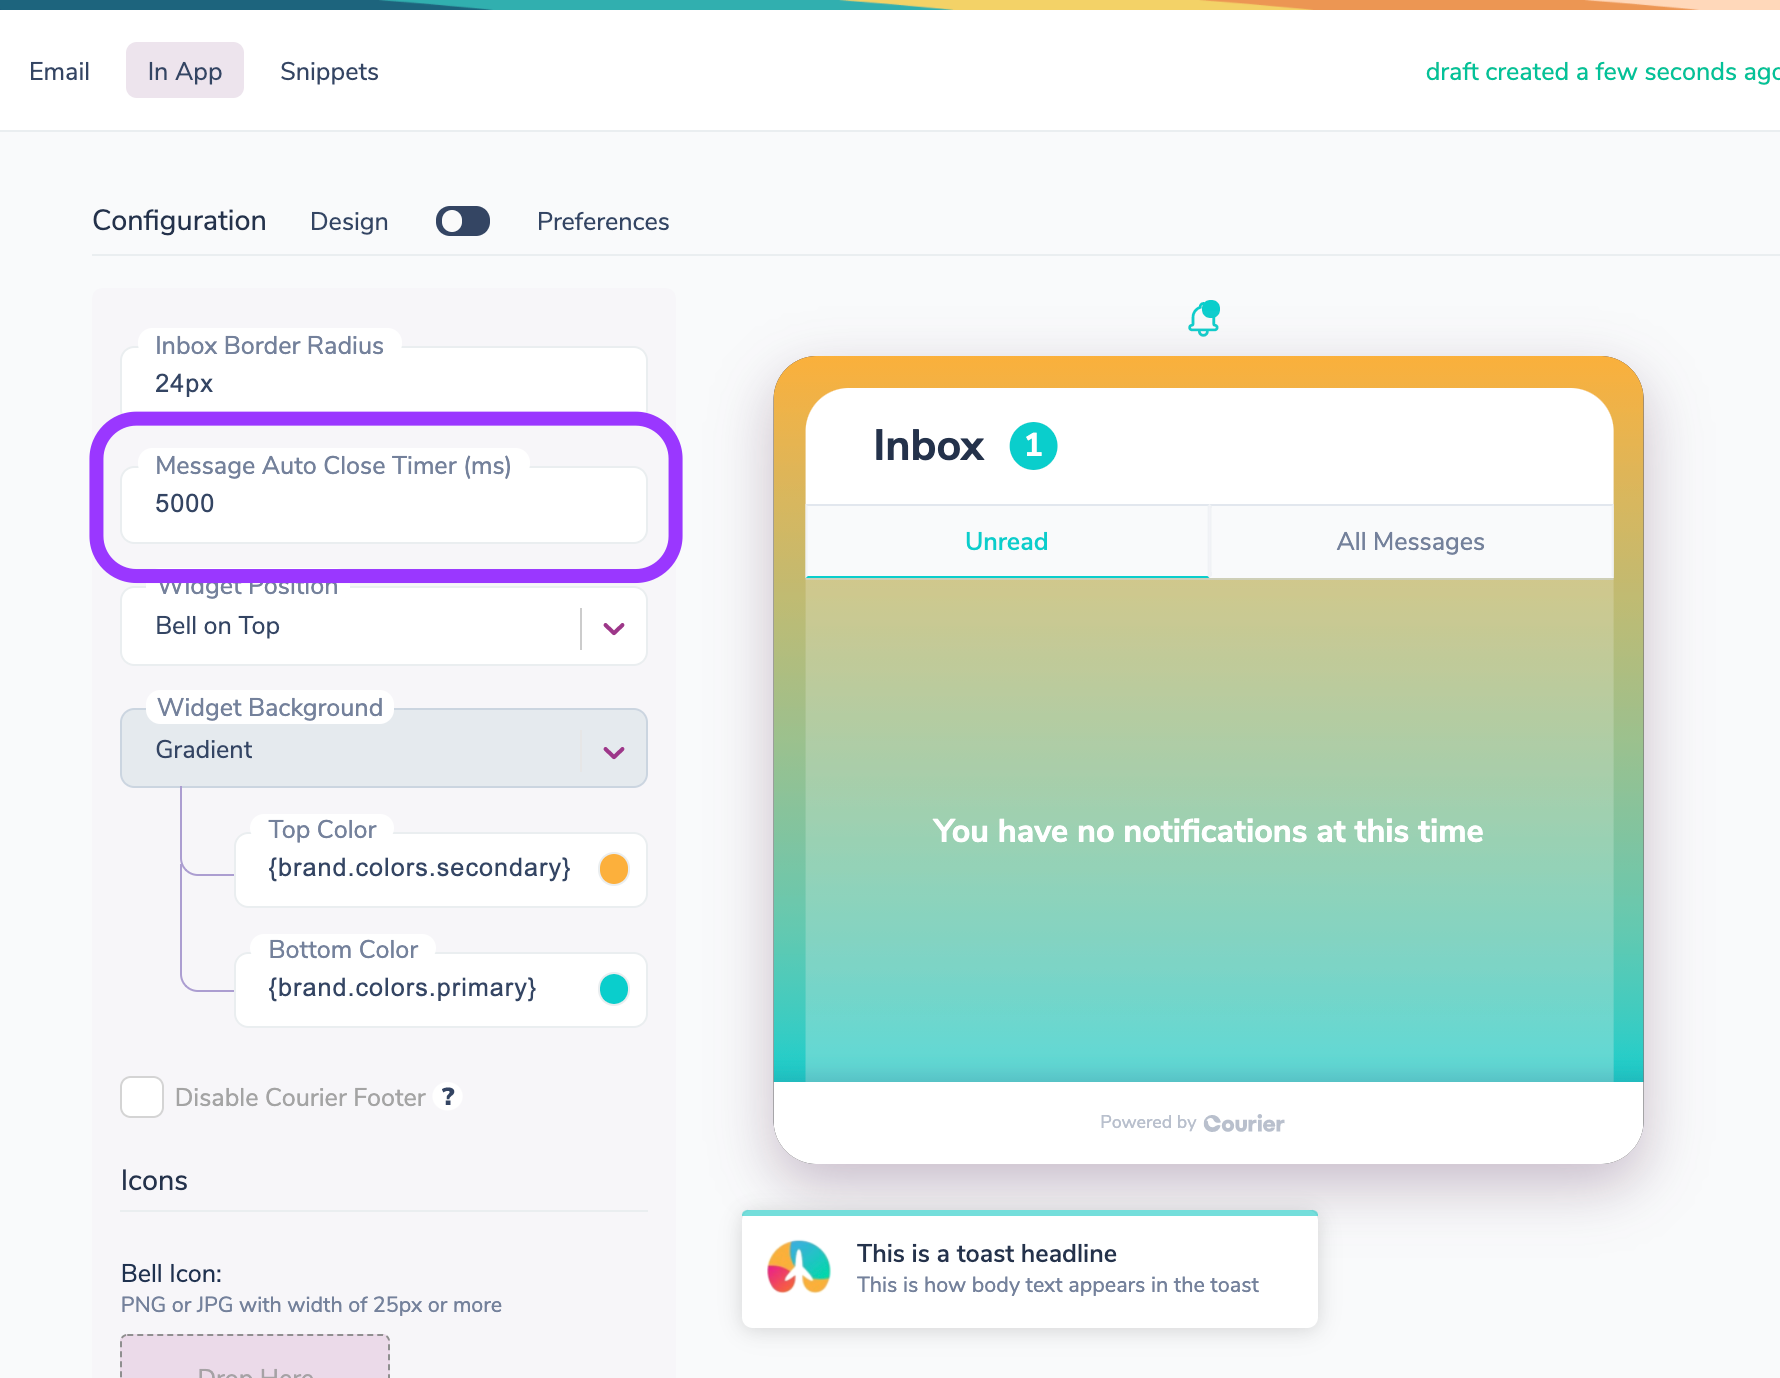 Email
In App
Snippets
draft created a few seconds ago
Configuration
Design
Preferences
Inbox Border Radius
24px
Message Auto Close Timer (ms)
5000
Widget Position
Bell on Top
Widget Background
Gradient
Top Color
{brand.colors.secondary}
Bottom Color
{brand.colors.primary}
Disable Courier Footer ?
Icons
Bell Icon:
PNG or JPG with width of 25px or more
Drop Here
Inbox 1
Unread
All Messages
You have no notifications at this time
Powered by Courier
This is a toast headline
This is how body text appears in the toast